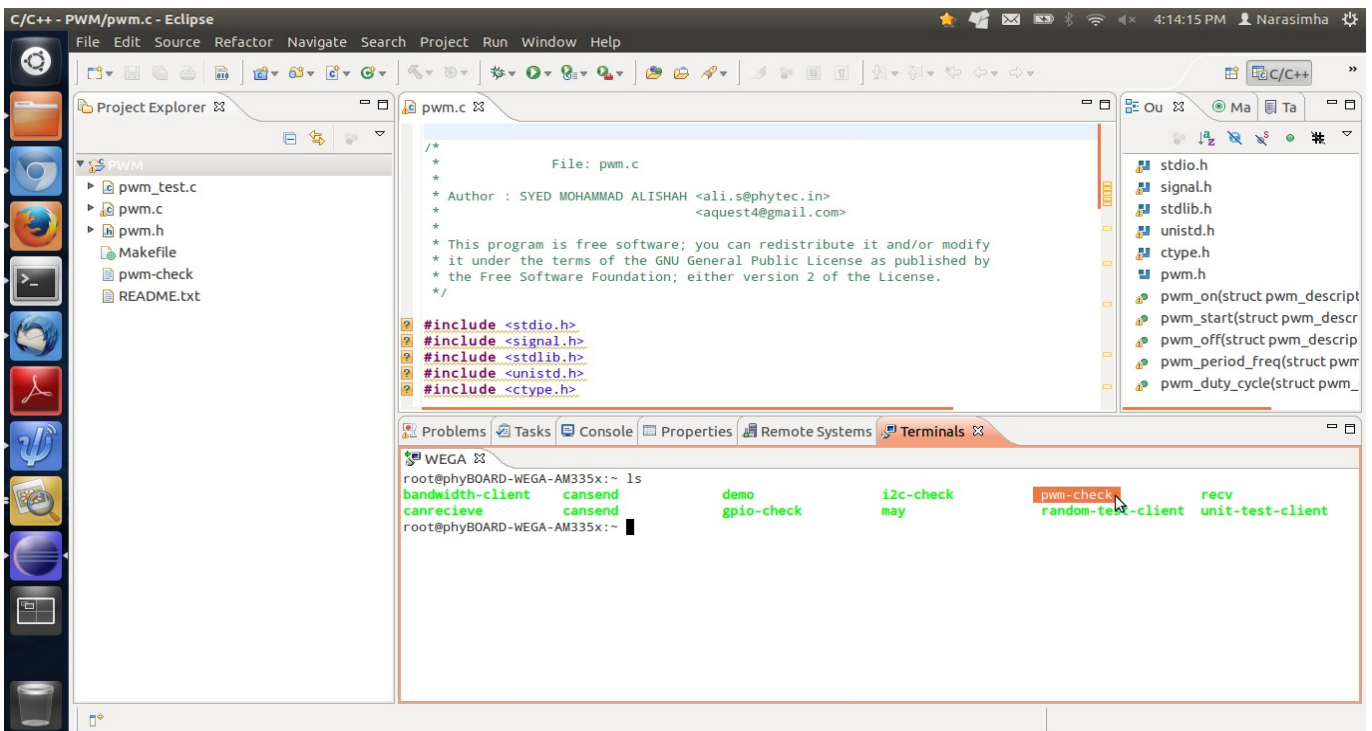 C/C++ - PWM/pwm.c - Eclipse
4:14:15 PM Narasimha
File Edit Source Refactor Navigate Search Project Run Window Help
C/C++
»
Project Explorer
PWM
pwm_test.c
pwm.c
pwm.h
Makefile
pwm-check
README.txt
pwm.c
/*
* File: pwm.c
*
* Author : SYED MOHAMMAD ALISHAH <ali.s@phytec.in>
* <aquest4@gmail.com>
*
* This program is free software; you can redistribute it and/or modify
* it under the terms of the GNU General Public License as published by
* the Free Software Foundation; either version 2 of the License.
*/
#include <stdio.h>
#include <signal.h>
#include <stdlib.h>
#include <unistd.h>
#include <ctype.h>
Ou Ma Ta
stdio.h
signal.h
stdlib.h
unistd.h
ctype.h
pwm.h
pwm_on(struct pwm_descript
pwm_start(struct pwm_descr
pwm_off(struct pwm_descrip
pwm_period_freq(struct pwm
pwm_duty_cycle(struct pwm_
Problems Tasks Console Properties Remote Systems Terminals
WEGA
root@phyBOARD-WEGA-AM335x:~ ls
bandwidth-client cansend demo i2c-check pwm-check recv
canrecieve cansend gpio-check may random-test-client unit-test-client
root@phyBOARD-WEGA-AM335x:~